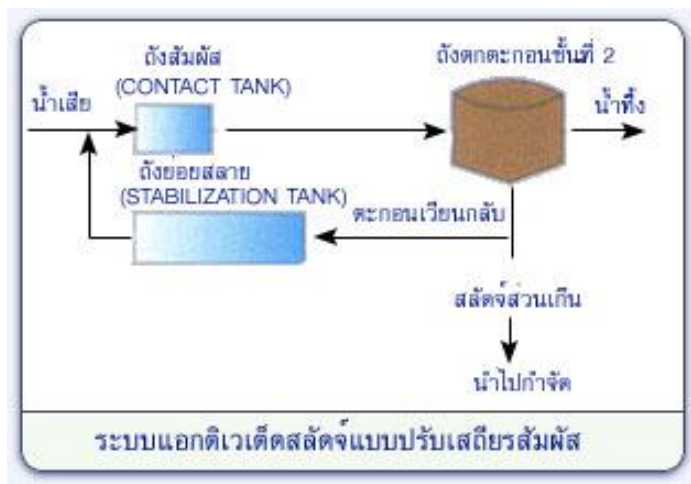 ถังสัมผัส
(CONTACT TANK)
ถังตกตะกอนชั้นที่ 2
น้ำเสีย
น้ำทิ้ง
ถังย่อยสลาย
(STABILIZATION TANK)
ตะกอนเวียนกลับ
สลัดจ์ส่วนเกิน
นำไปกำจัด
ระบบแอกติเวเต็ดสลัดจ์แบบปรับเสถียรสัมผัส